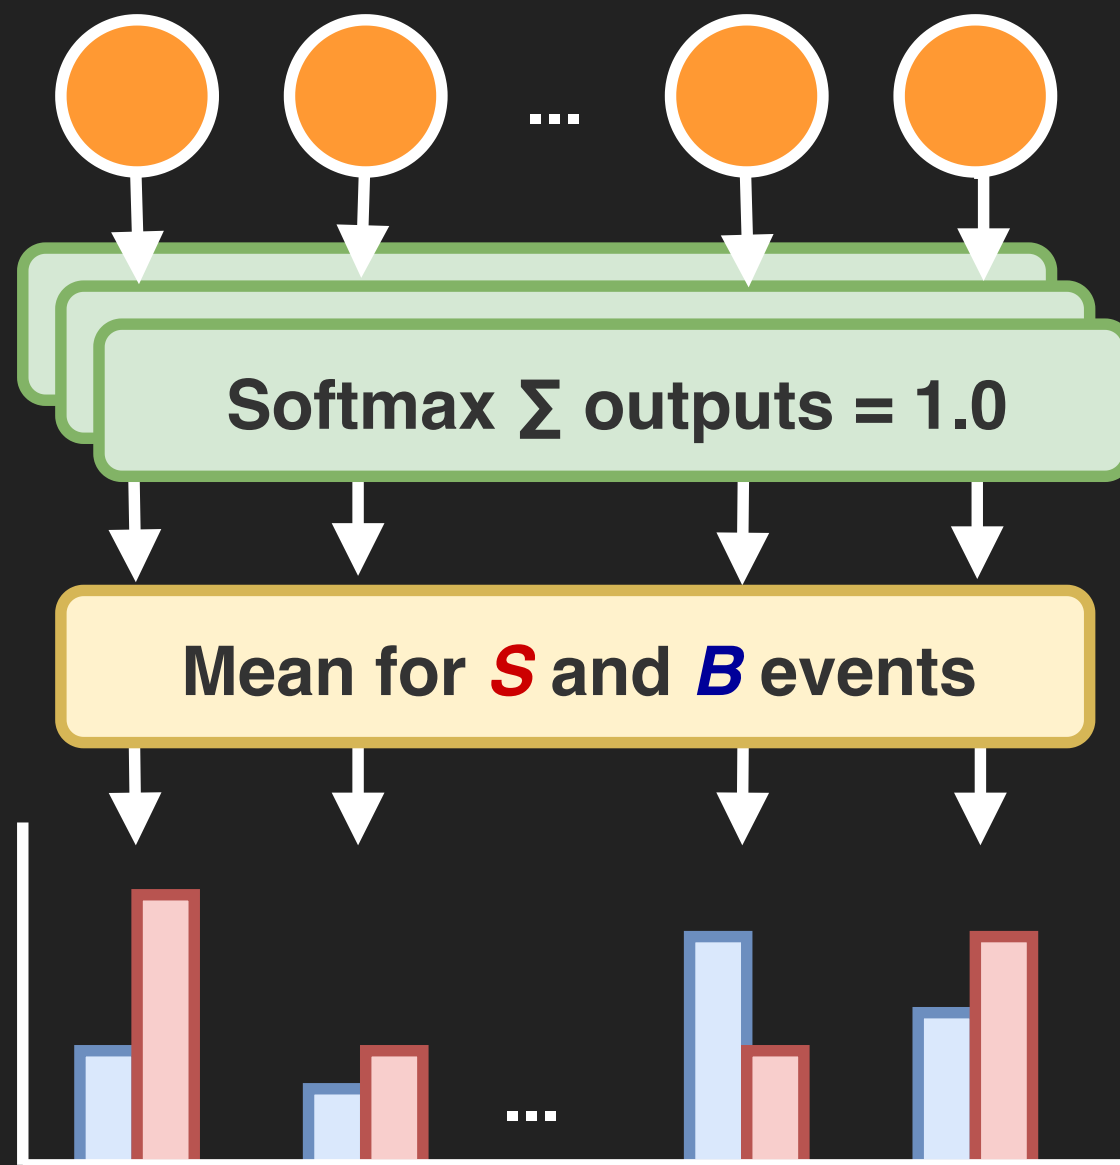 ...
Softmax ∑ outputs = 1.0
Mean for S and B events
...